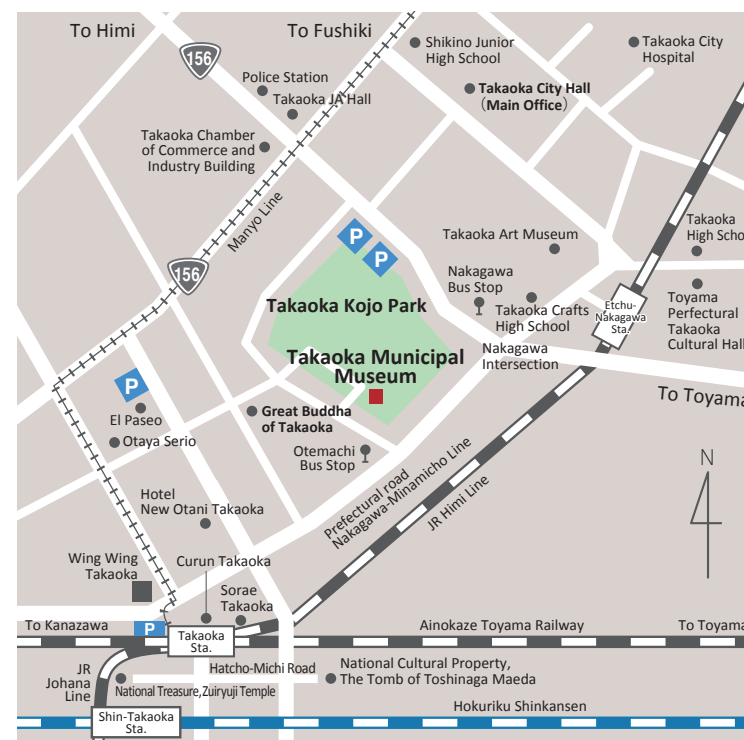 To Himi
To Fushiki
156
Shikino Junior
High School
Takaoka City
Hospital
Police Station
Takaoka JA Hall
Takaoka City Hall
(Main Office)
Takaoka Chamber
of Commerce and
Industry Building
Manyo Line
156
P
P
Takaoka Art Museum
Takaoka
High Scho
Nakagawa
Bus Stop
Takaoka Crafts
High School
Etchu-
Nakagawa
Sta.
Toyama
Perfectural
Takaoka
Cultural Hall
Takaoka Kojo Park
Takaoka Municipal
Museum
Nakagawa
Intersection
To Toyama
P
El Paseo
Otaya Serio
Great Buddha
of Takaoka
Otemachi
Bus Stop
Prefectural road
Nakagawa-Minamicho Line
JR Himi Line
N
Hotel
New Otani Takaoka
Wing Wing
Takaoka
Curun Takaoka
Sorae
Takaoka
To Kanazawa
P
Takaoka
Sta.
Ainokaze Toyama Railway
To Toyama
JR
Johana
Line
Hatcho-Michi Road
National Treasure, Zuiryuji Temple
National Cultural Property,
The Tomb of Toshinaga Maeda
Shin-Takaoka
Sta.
Hokuriku Shinkansen